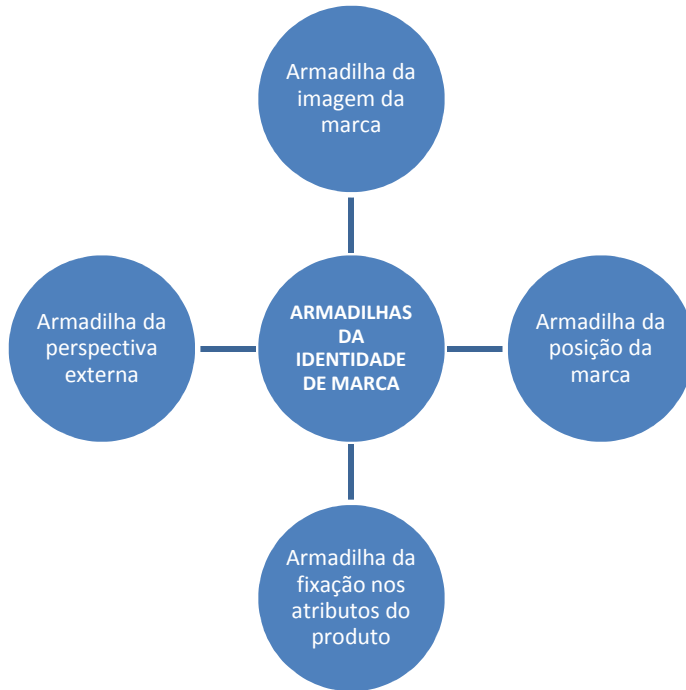 Armadilha da
imagem da
marca
Armadilha da
perspectiva
externa
ARMADILHAS
DA
IDENTIDADE
DE MARCA
Armadilha da
posição da
marca
Armadilha da
fixação nos
atributos do
produto